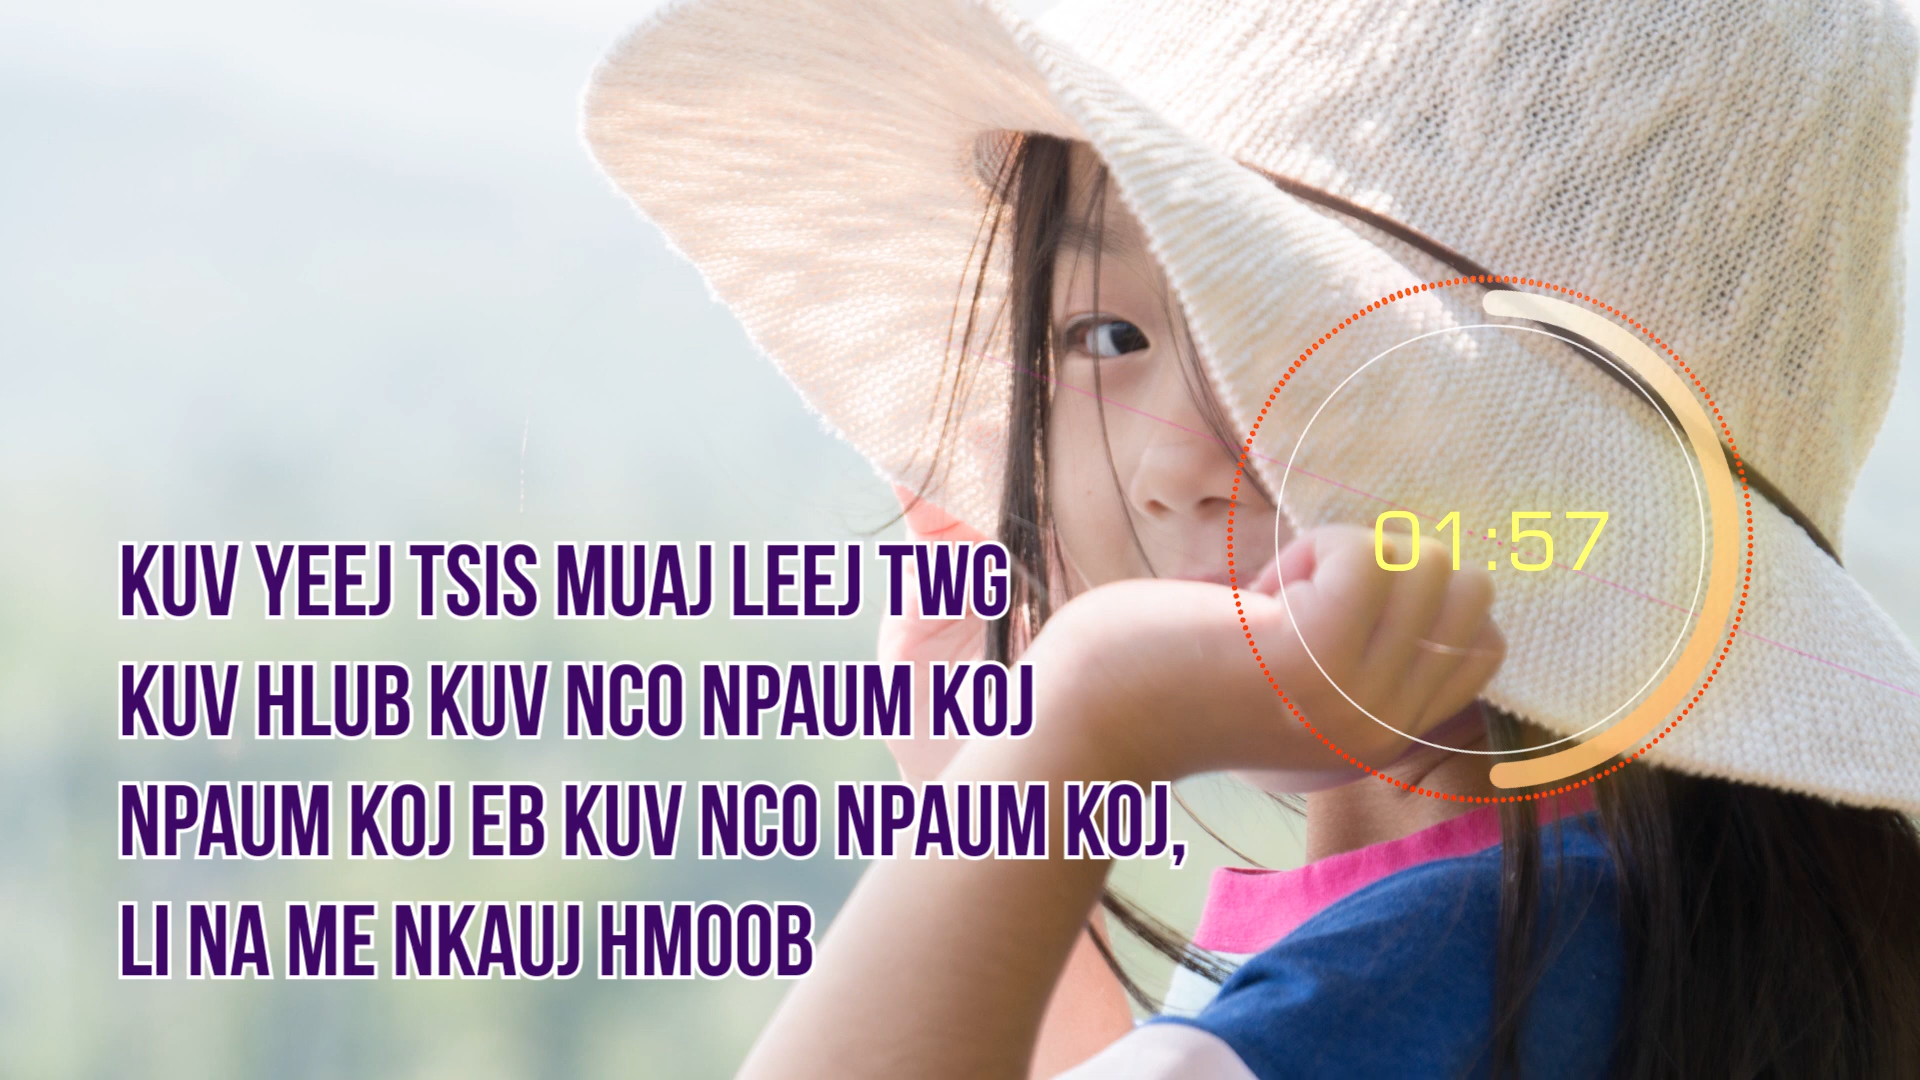 KUV YEEJ TSIS MUAJ LEEJ TWG
KUV HLUB KUV NCO NPAUM KOJ
NPAUM KOJ EB KUV NCO NPAUM KOJ,
LI NA ME NKAUJ HMOOB
01:57